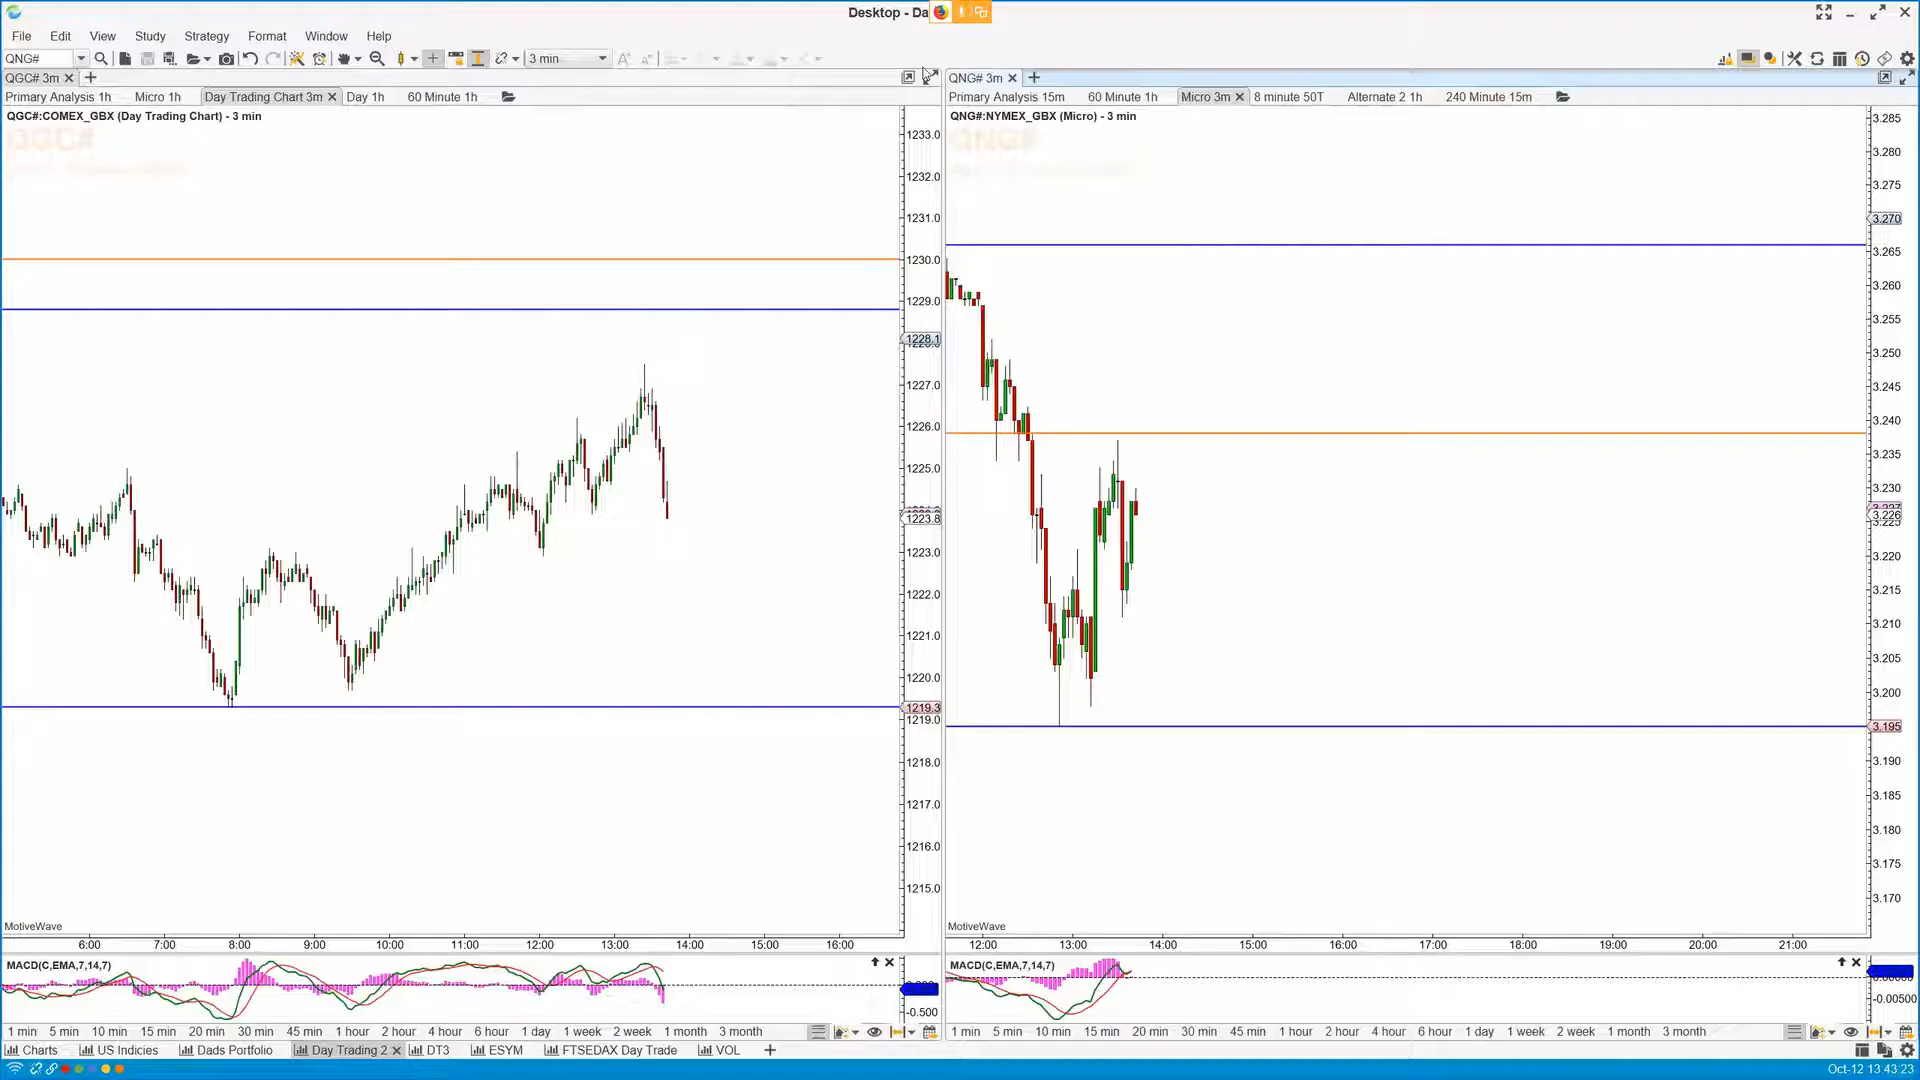 Desktop - Da
File Edit View Study Strategy Format Window Help
QNG# 3 min
QGC# 3m QNG# 3m
Primary Analysis 1h Micro 1h Day Trading Chart 3m Day 1h 60 Minute 1h
Primary Analysis 15m 60 Minute 1h Micro 3m 8 minute 50T Alternate 2 1h 240 Minute 15m
QGC#:COMEX_GBX (Day Trading Chart) - 3 min
QGC#
1233.0
1232.0
1231.0
1230.0
1229.0
1228.1
1227.0
1226.0
1225.0
1223.8
1223.0
1222.0
1221.0
1220.0
1219.3
1219.0
1218.0
1217.0
1216.0
1215.0
MotiveWave
6:00 7:00 8:00 9:00 10:00 11:00 12:00 13:00 14:00 15:00 16:00
MACD(C,EMA,7,14,7)
-0.500
1 min 5 min 10 min 15 min 20 min 30 min 45 min 1 hour 2 hour 4 hour 6 hour 1 day 1 week 2 week 1 month 3 month
QNG#:NYMEX_GBX (Micro) - 3 min
QNG#
3.285
3.280
3.275
3.270
3.265
3.260
3.255
3.250
3.245
3.240
3.235
3.230
3.226
3.225
3.220
3.215
3.210
3.205
3.200
3.195
3.190
3.185
3.180
3.175
3.170
MotiveWave
12:00 13:00 14:00 15:00 16:00 17:00 18:00 19:00 20:00 21:00
MACD(C,EMA,7,14,7)
-0.00500
1 min 5 min 10 min 15 min 20 min 30 min 45 min 1 hour 2 hour 4 hour 6 hour 1 day 1 week 2 week 1 month 3 month
Charts US Indicies Dads Portfolio Day Trading 2 DT3 ESYM FTSEDAX Day Trade VOL
Oct-12 13:43:23